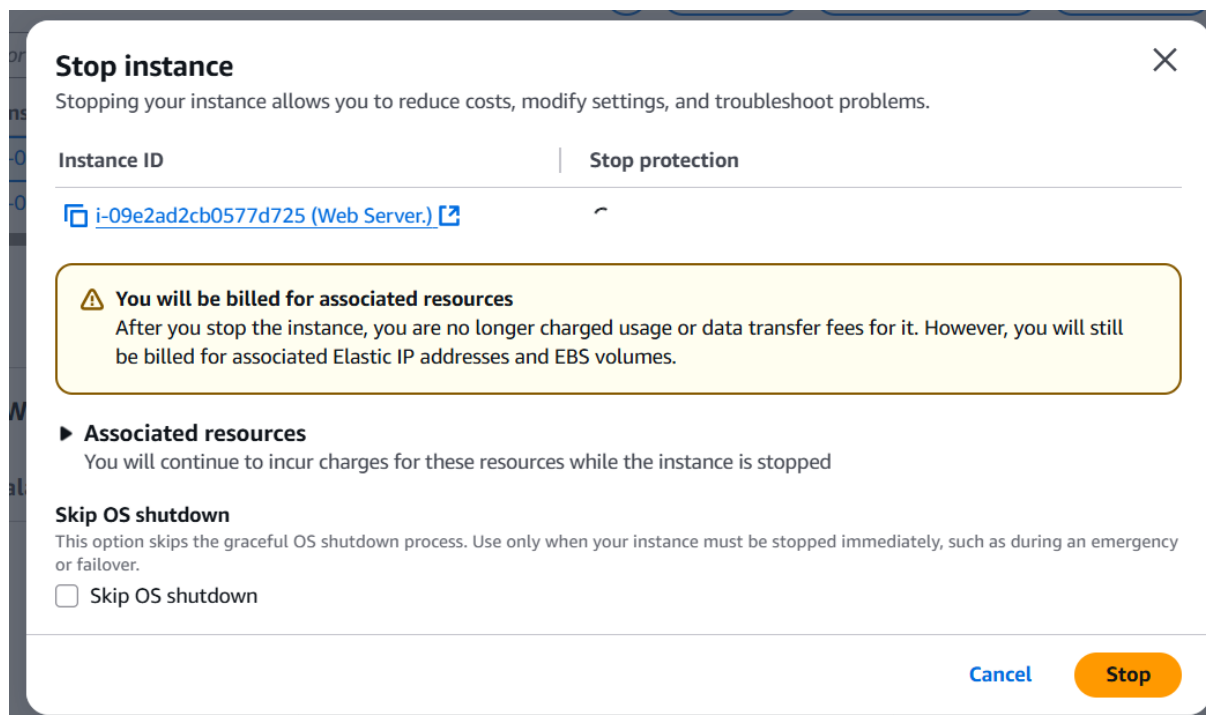 Stop instance
Stopping your instance allows you to reduce costs, modify settings, and troubleshoot problems.
Instance ID
Stop protection
i-09e2ad2cb0577d725 (Web Server.)
You will be billed for associated resources
After you stop the instance, you are no longer charged usage or data transfer fees for it. However, you will still
be billed for associated Elastic IP addresses and EBS volumes.
Associated resources
You will continue to incur charges for these resources while the instance is stopped
Skip OS shutdown
This option skips the graceful OS shutdown process. Use only when your instance must be stopped immediately, such as during an emergency
or failover.
Skip OS shutdown
Cancel
Stop